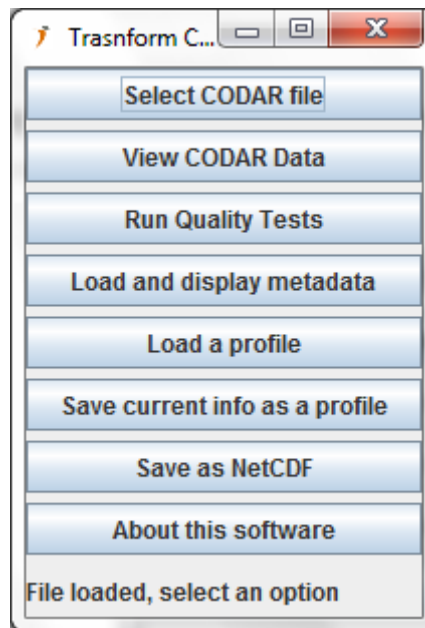 Trasnform C...
Select CODAR file
View CODAR Data
Run Quality Tests
Load and display metadata
Load a profile
Save current info as a profile
Save as NetCDF
About this software
File loaded, select an option